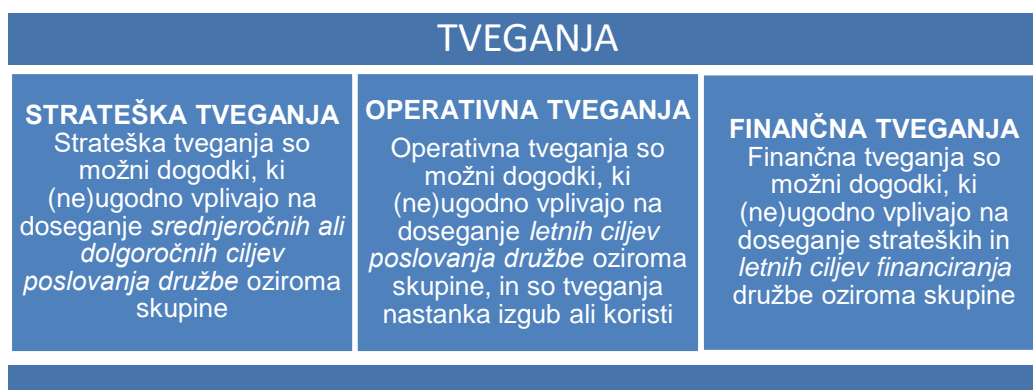 TVEGANJA
STRATEŠKA TVEGANJA
Strateška tveganja so
možni dogodki, ki
(ne)ugodno vplivajo na
doseganje srednjeročnih ali
dolgoročnih ciljev
poslovanja družbe oziroma
skupine
OPERATIVNA TVEGANJA
Operativna tveganja so
možni dogodki, ki
(ne)ugodno vplivajo na
doseganje letnih ciljev
poslovanja družbe oziroma
skupine, in so tveganja
nastanka izgub ali koristi
FINANČNA TVEGANJA
Finančna tveganja so
možni dogodki, ki
(ne)ugodno vplivajo na
doseganje strateških in
letnih ciljev financiranja
družbe oziroma skupine